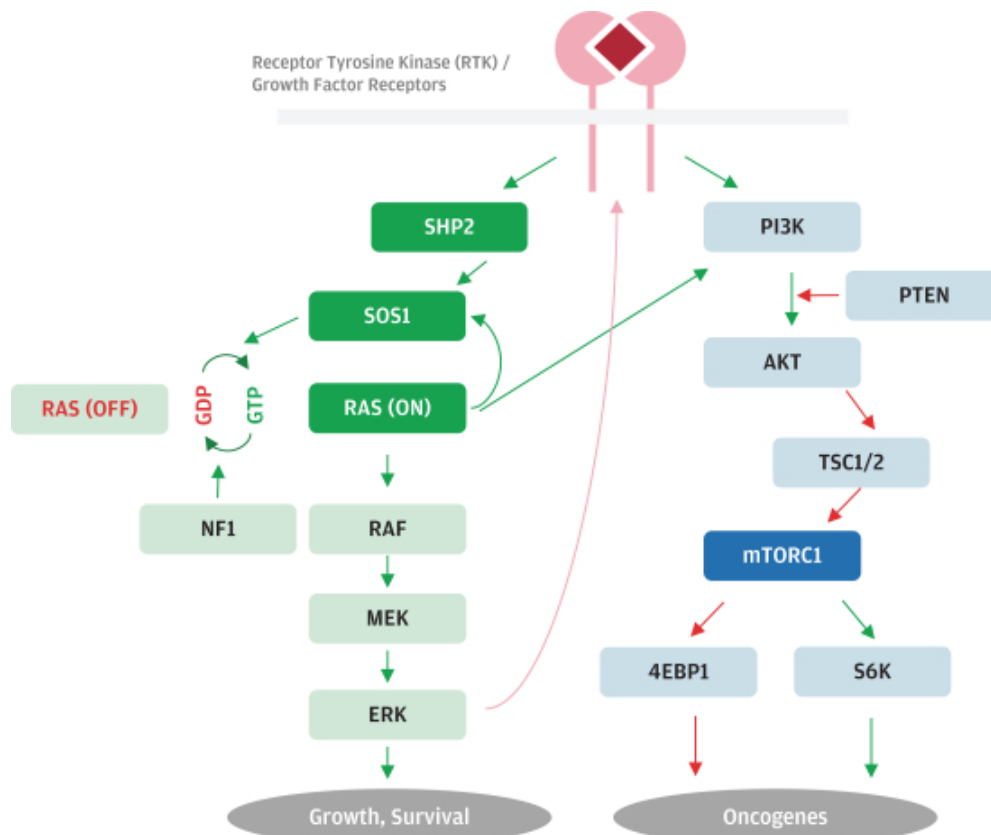 Receptor Tyrosine Kinase (RTK) /
Growth Factor Receptors
SHP2
PI3K
SOS1
PTEN
AKT
RAS (OFF)
GDP
GTP
RAS (ON)
TSC1/2
NF1
RAF
mTORC1
MEK
4EBP1
S6K
ERK
Growth, Survival
Oncogenes